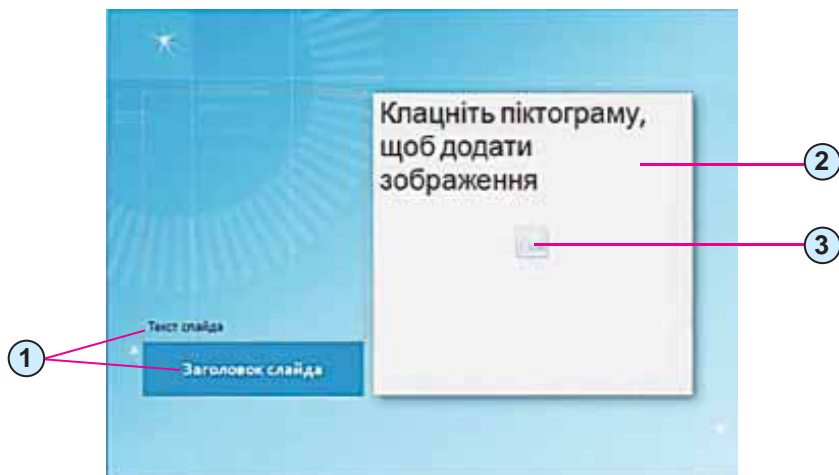 Клацніть піктограму,
щоб додати
зображення
2
3
Текст слайда
1
Заголовок слайда